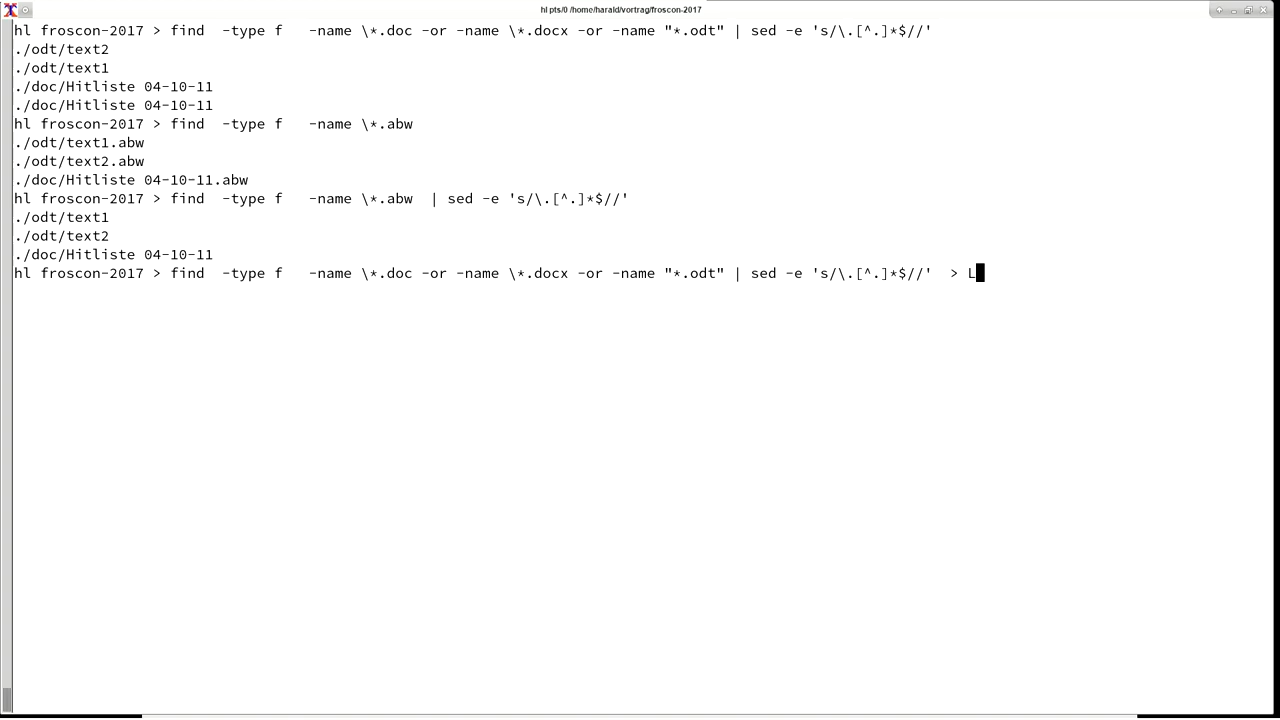 hl pts/0 /home/harald/vortrag/froscon-2017
hl froscon-2017 > find  -type f   -name \*.doc -or -name \*.docx -or -name "*.odt" | sed -e 's/\.[^.]*$//'
./odt/text2
./odt/text1
./doc/Hitliste 04-10-11
./doc/Hitliste 04-10-11
hl froscon-2017 > find  -type f   -name \*.abw
./odt/text1.abw
./odt/text2.abw
./doc/Hitliste 04-10-11.abw
hl froscon-2017 > find  -type f   -name \*.abw  | sed -e 's/\.[^.]*$//'
./odt/text1
./odt/text2
./doc/Hitliste 04-10-11
hl froscon-2017 > find  -type f   -name \*.doc -or -name \*.docx -or -name "*.odt" | sed -e 's/\.[^.]*$//'  > L